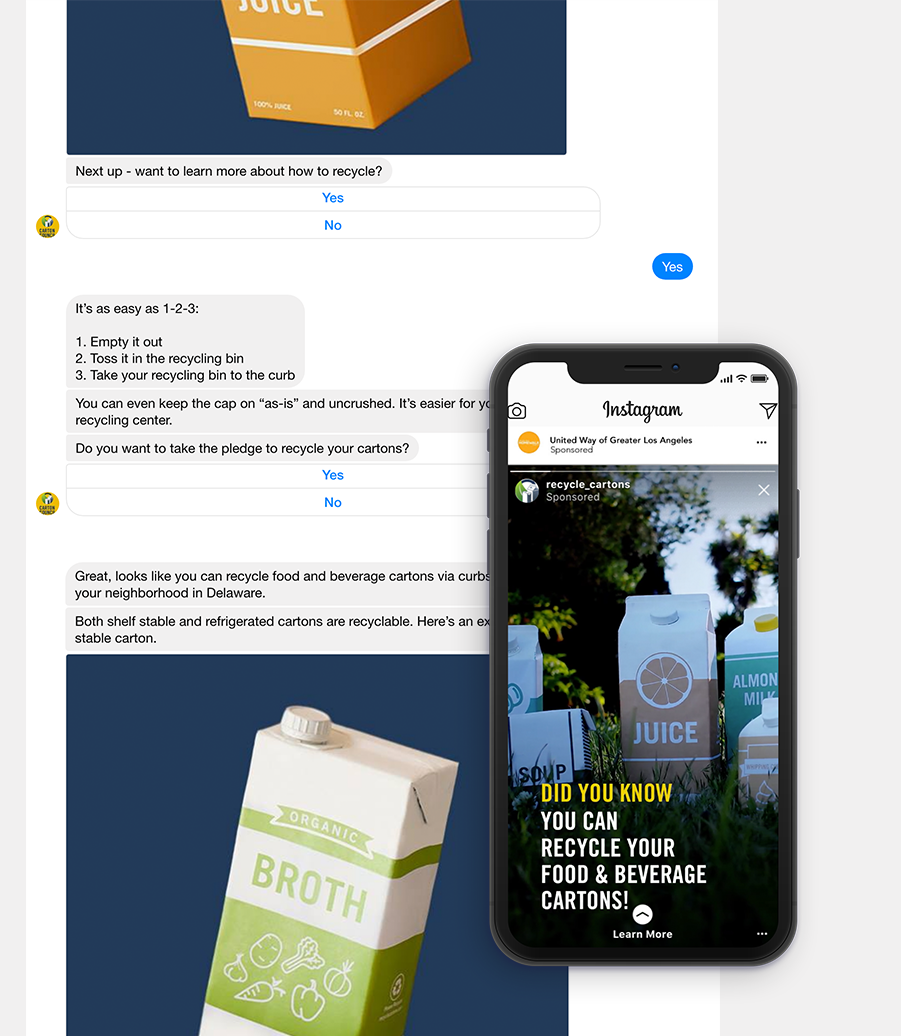 JUICE
100% JUICE
50 FL. OZ.
Next up - want to learn more about how to recycle?
Yes
No
CARTON
Yes
It’s as easy as 1-2-3:
1. Empty it out
2. Toss it in the recycling bin
3. Take your recycling bin to the curb
You can even keep the cap on “as-is” and uncrushed. It’s easier for yo
recycling center.
Do you want to take the pledge to recycle your cartons?
Yes
No
CARTON
Great, looks like you can recycle food and beverage cartons via curbs
your neighborhood in Delaware.
Both shelf stable and refrigerated cartons are recyclable. Here’s an ex
stable carton.
ORGANIC
BROTH
Instagram
United Way of Greater Los Angeles
Sponsored
recycle_cartons
Sponsored
JUICE
ALMON
MILK
SOUP
WHIPPING
DID YOU KNOW
YOU CAN
RECYCLE YOUR
FOOD & BEVERAGE
CARTONS!
Learn More